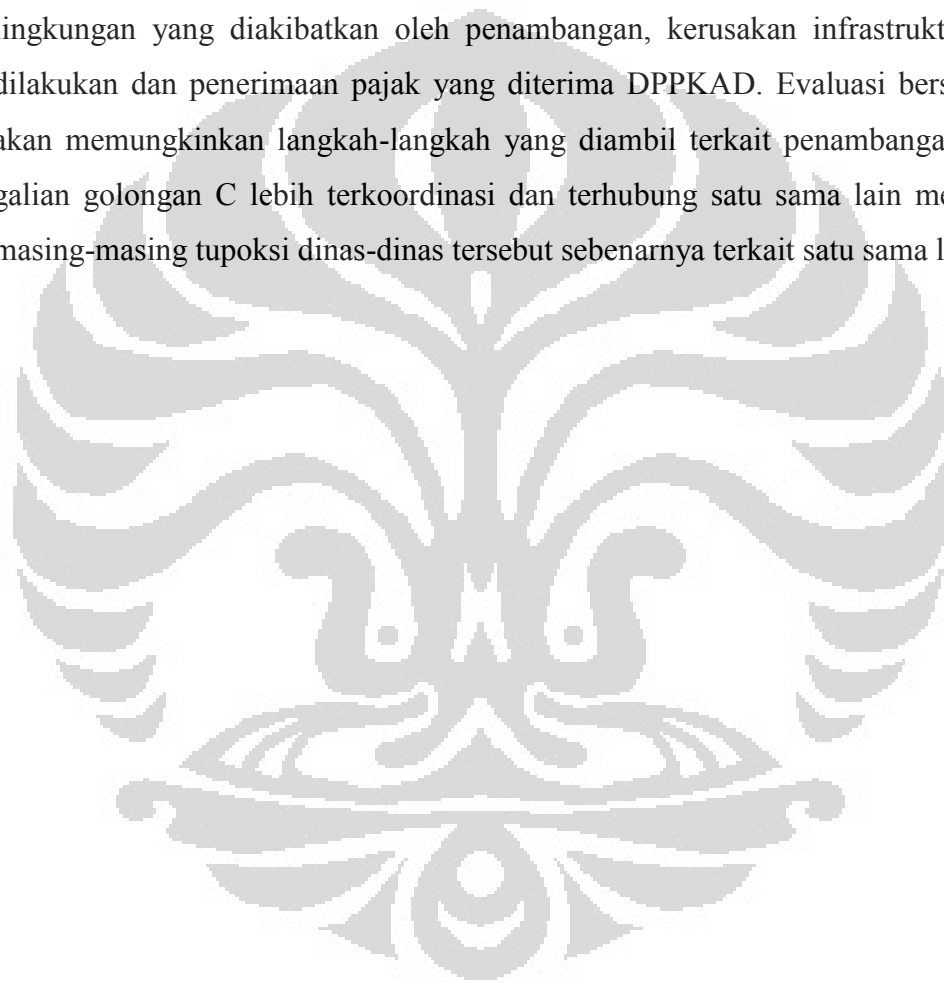 lingkungan yang diakibatkan oleh penambangan, kerusakan infrastrukt
dilakukan dan penerimaan pajak yang diterima DPPKAD. Evaluasi bers
akan memungkinkan langkah-langkah yang diambil terkait penambanga
galian golongan C lebih terkoordinasi dan terhubung satu sama lain me
masing-masing tupoksi dinas-dinas tersebut sebenarnya terkait satu sama l